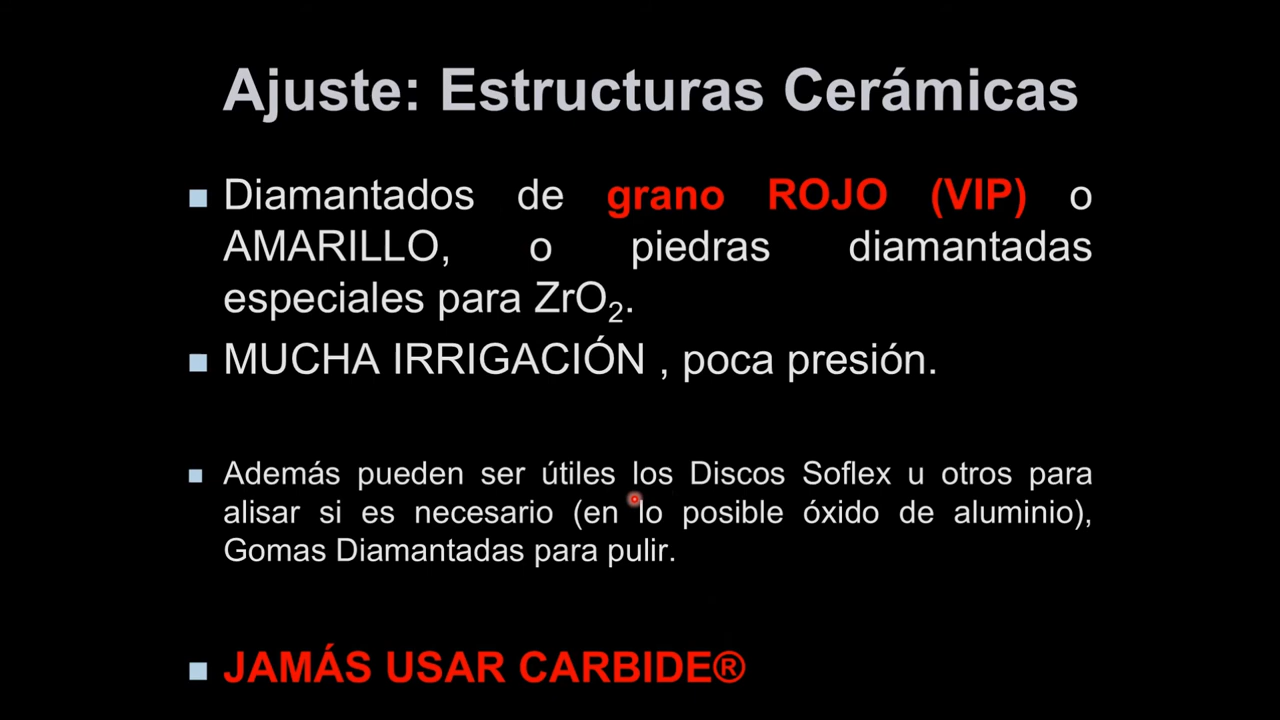 Ajuste: Estructuras Cerámicas
Diamantados de grano ROJO (VIP) o
AMARILLO, o piedras diamantadas
especiales para ZrO₂.
MUCHA IRRIGACIÓN , poca presión.
Además pueden ser útiles los Discos Soflex u otros para
alisar si es necesario (en lo posible óxido de aluminio),
Gomas Diamantadas para pulir.
JAMÁS USAR CARBIDE®